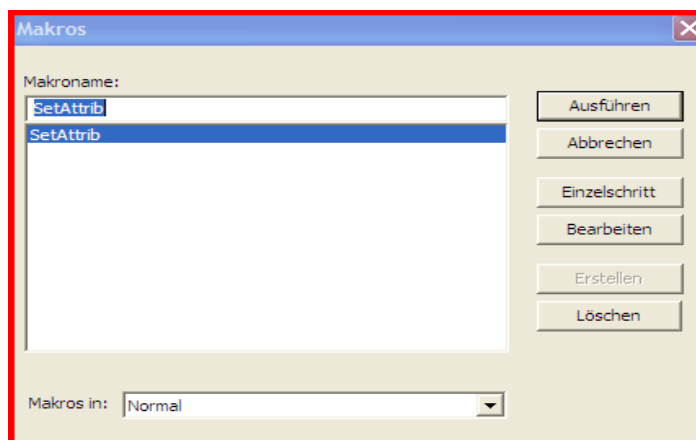 Makros
Makroname:
SetAttrib
SetAttrib
Ausführen
Abbrechen
Einzelschritt
Bearbeiten
Erstellen
Löschen
Makros in: Normal